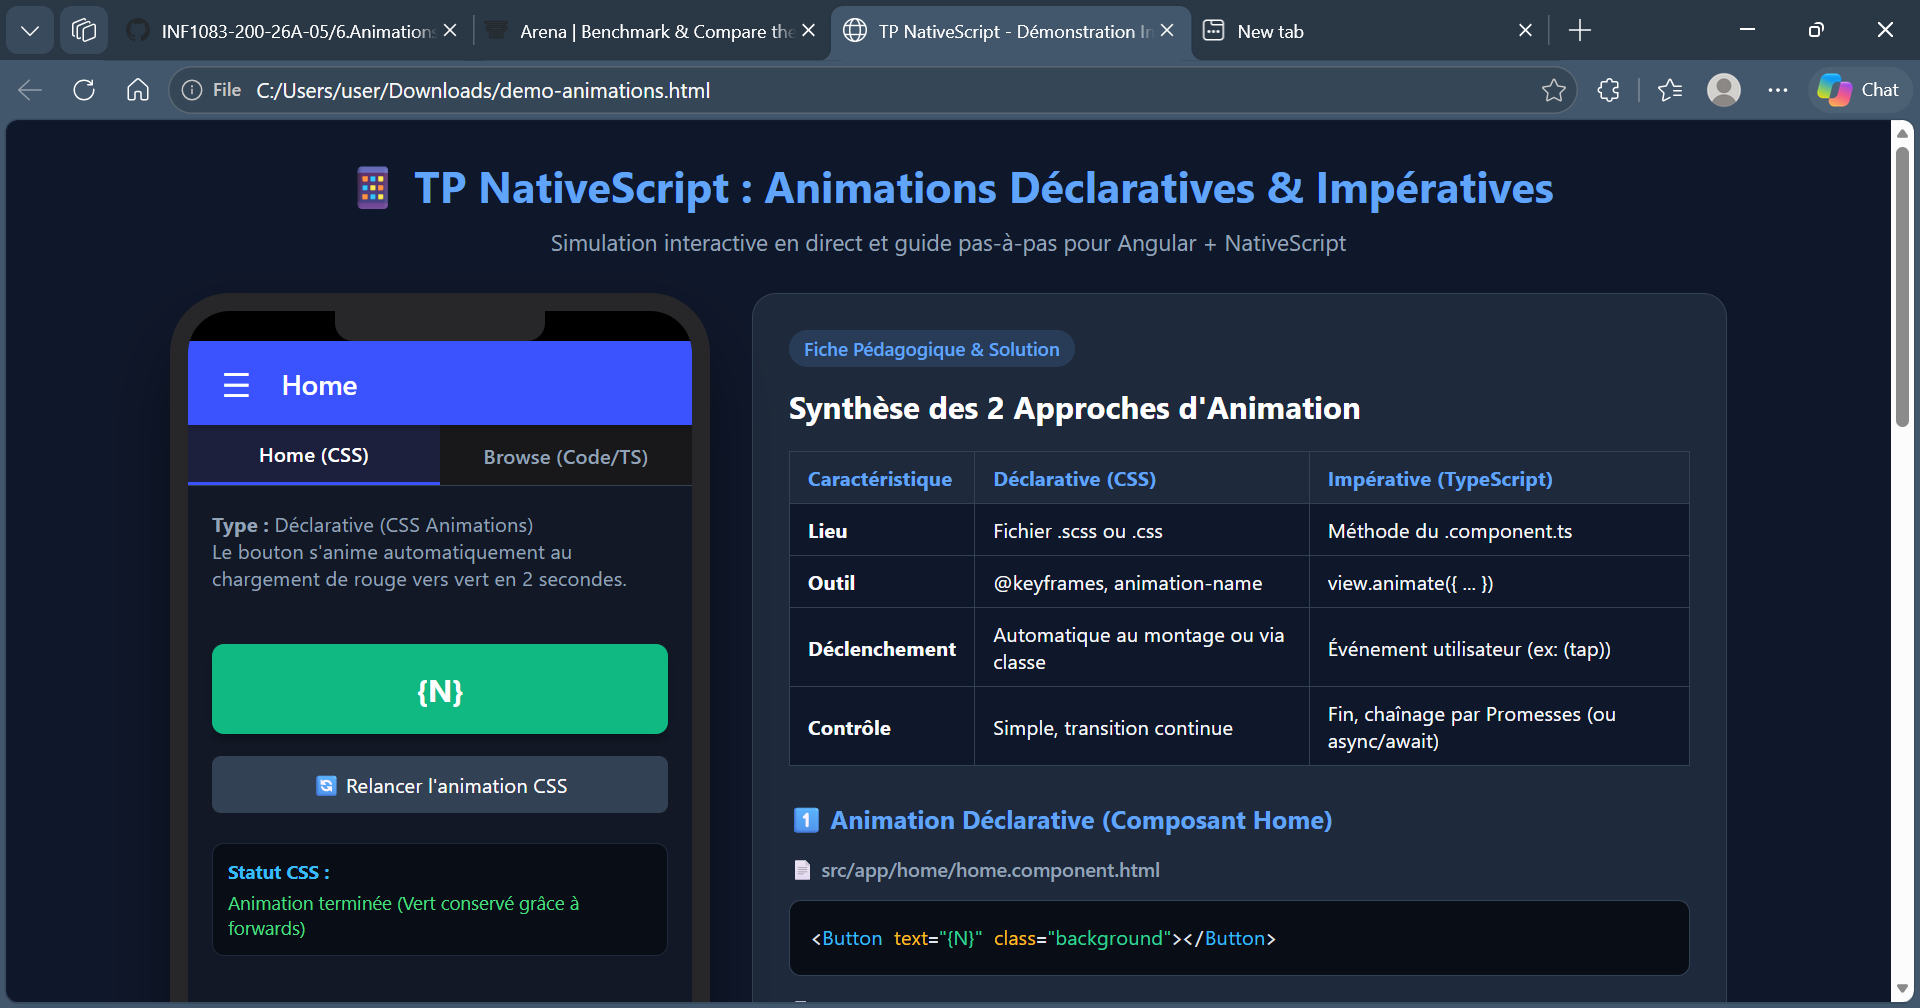 INF1083-200-26A-05/6.Animations
Arena | Benchmark & Compare the
TP NativeScript - Démonstration In
New tab
File
C:/Users/user/Downloads/demo-animations.html
Chat
TP NativeScript : Animations Déclaratives & Impératives
Simulation interactive en direct et guide pas-à-pas pour Angular + NativeScript
☰ Home
Home (CSS)
Browse (Code/TS)
Type : Déclarative (CSS Animations)
Le bouton s'anime automatiquement au
chargement de rouge vers vert en 2 secondes.
{N}
Relancer l'animation CSS
Statut CSS :
Animation terminée (Vert conservé grâce à
forwards)
Fiche Pédagogique & Solution
Synthèse des 2 Approches d'Animation
Caractéristique
Déclarative (CSS)
Impérative (TypeScript)
Lieu
Fichier .scss ou .css
Méthode du .component.ts
Outil
@keyframes, animation-name
view.animate({ ... })
Déclenchement
Automatique au montage ou via
classe
Événement utilisateur (ex: (tap))
Contrôle
Simple, transition continue
Fin, chaînage par Promesses (ou
async/await)
1 Animation Déclarative (Composant Home)
src/app/home/home.component.html
<Button text="{N}" class="background"></Button>